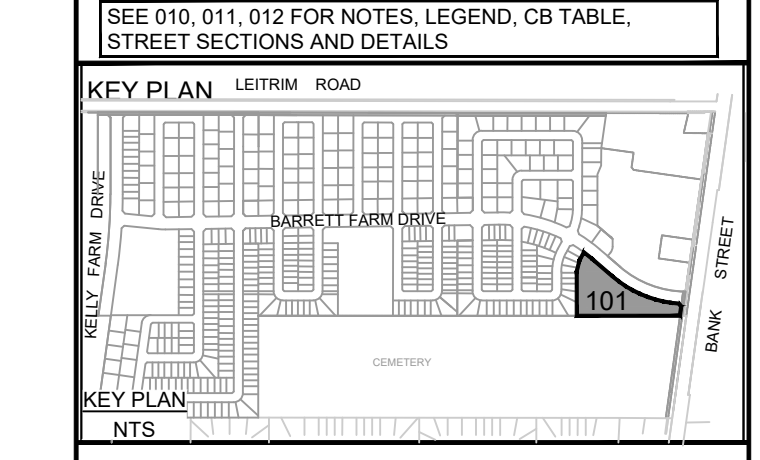 SEE 010, 011, 012 FOR NOTES, LEGEND, CB TABLE,
STREET SECTIONS AND DETAILS
KEY PLAN
LEITRIM ROAD
KELLY FARM DRIVE
BARRETT FARM DRIVE
BANK STREET
101
CEMETERY
KEY PLAN
NTS